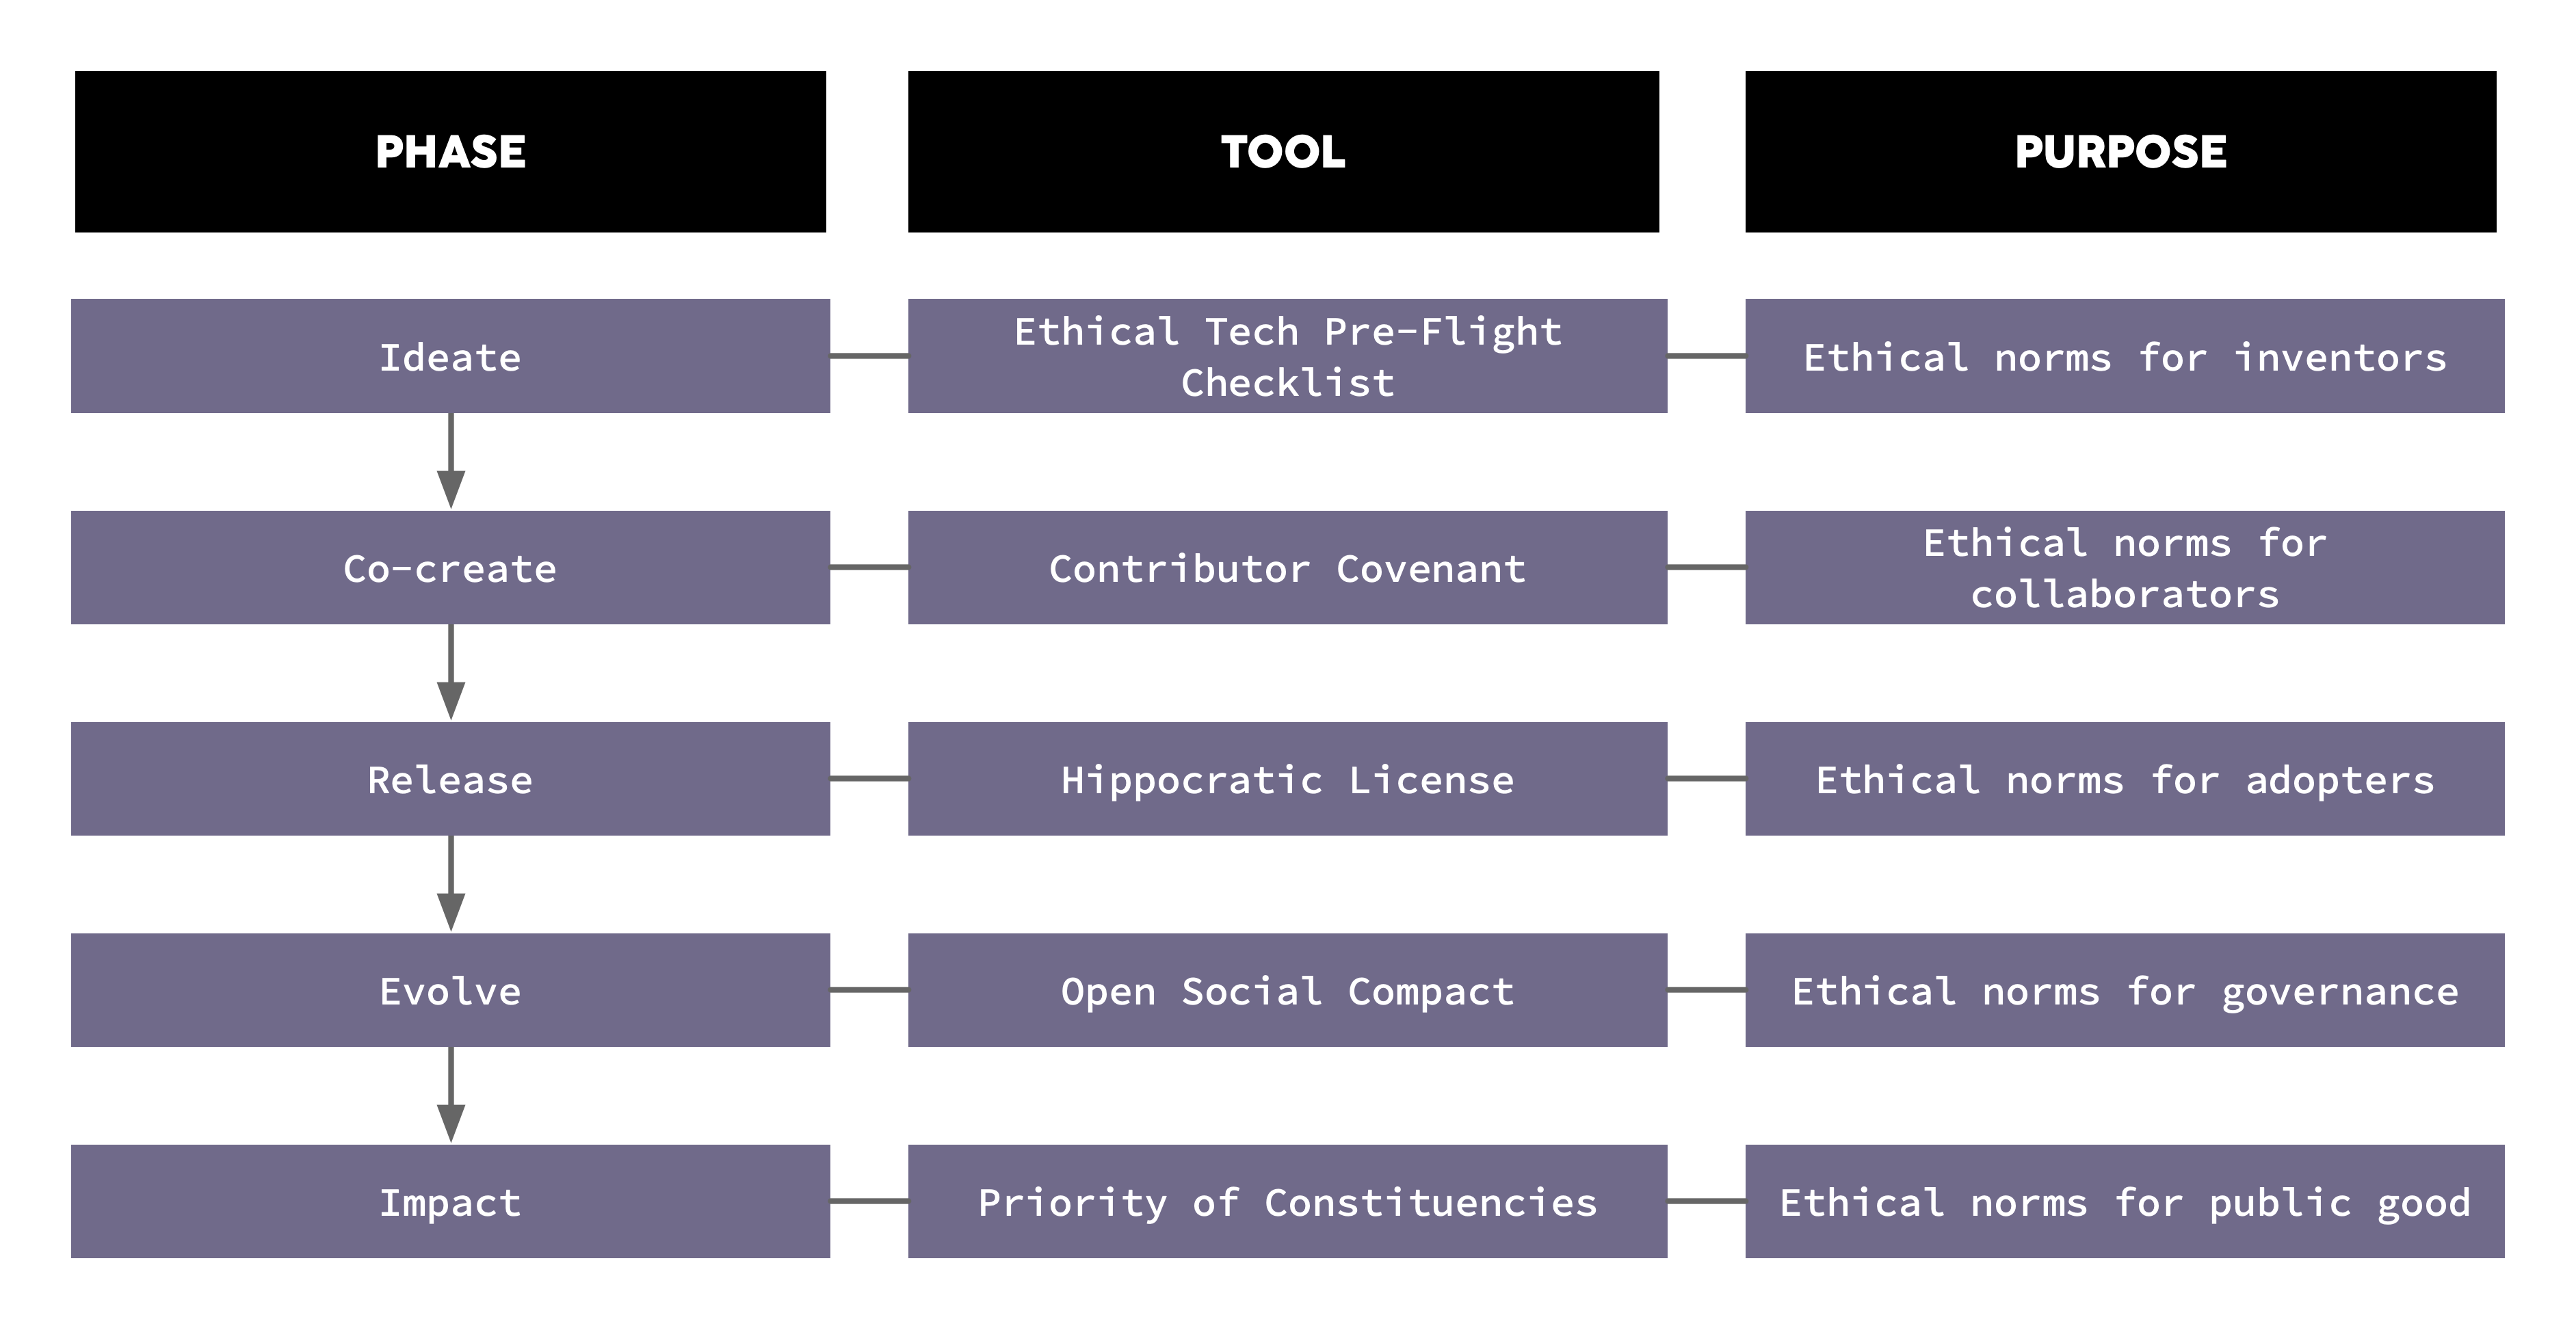 PHASE
TOOL
PURPOSE
Ideate
Ethical Tech Pre-Flight
Checklist
Ethical norms for inventors
Co-create
Contributor Covenant
Ethical norms for
collaborators
Release
Hippocratic License
Ethical norms for adopters
Evolve
Open Social Compact
Ethical norms for governance
Impact
Priority of Constituencies
Ethical norms for public good